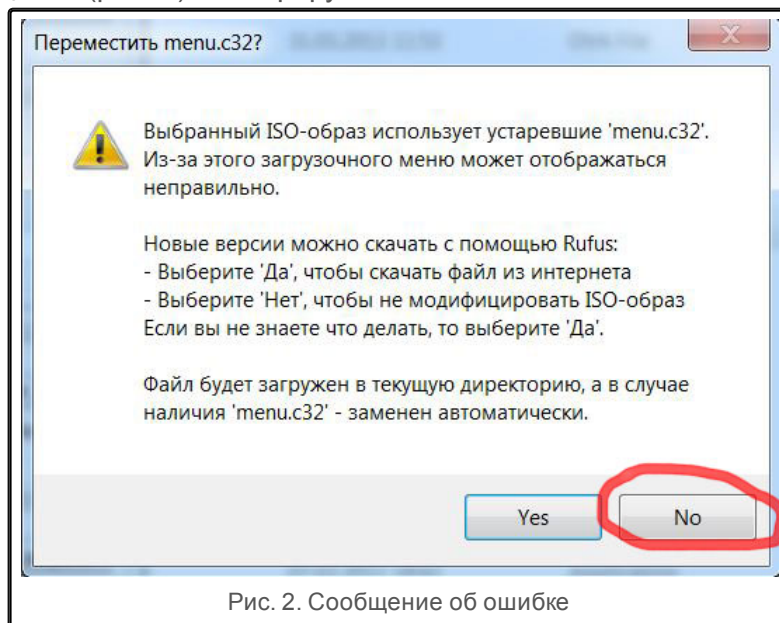 Переместить menu.c32?
Выбранный ISO-образ использует устаревшие 'menu.c32'.
Из-за этого загрузочного меню может отображаться
неправильно.
Новые версии можно скачать с помощью Rufus:
- Выберите 'Да', чтобы скачать файл из интернета
- Выберите 'Нет', чтобы не модифицировать ISO-образ
Если вы не знаете что делать, то выберите 'Да'.
Файл будет загружен в текущую директорию, а в случае
наличия 'menu.c32' - заменен автоматически.
Yes No
Рис. 2. Сообщение об ошибке